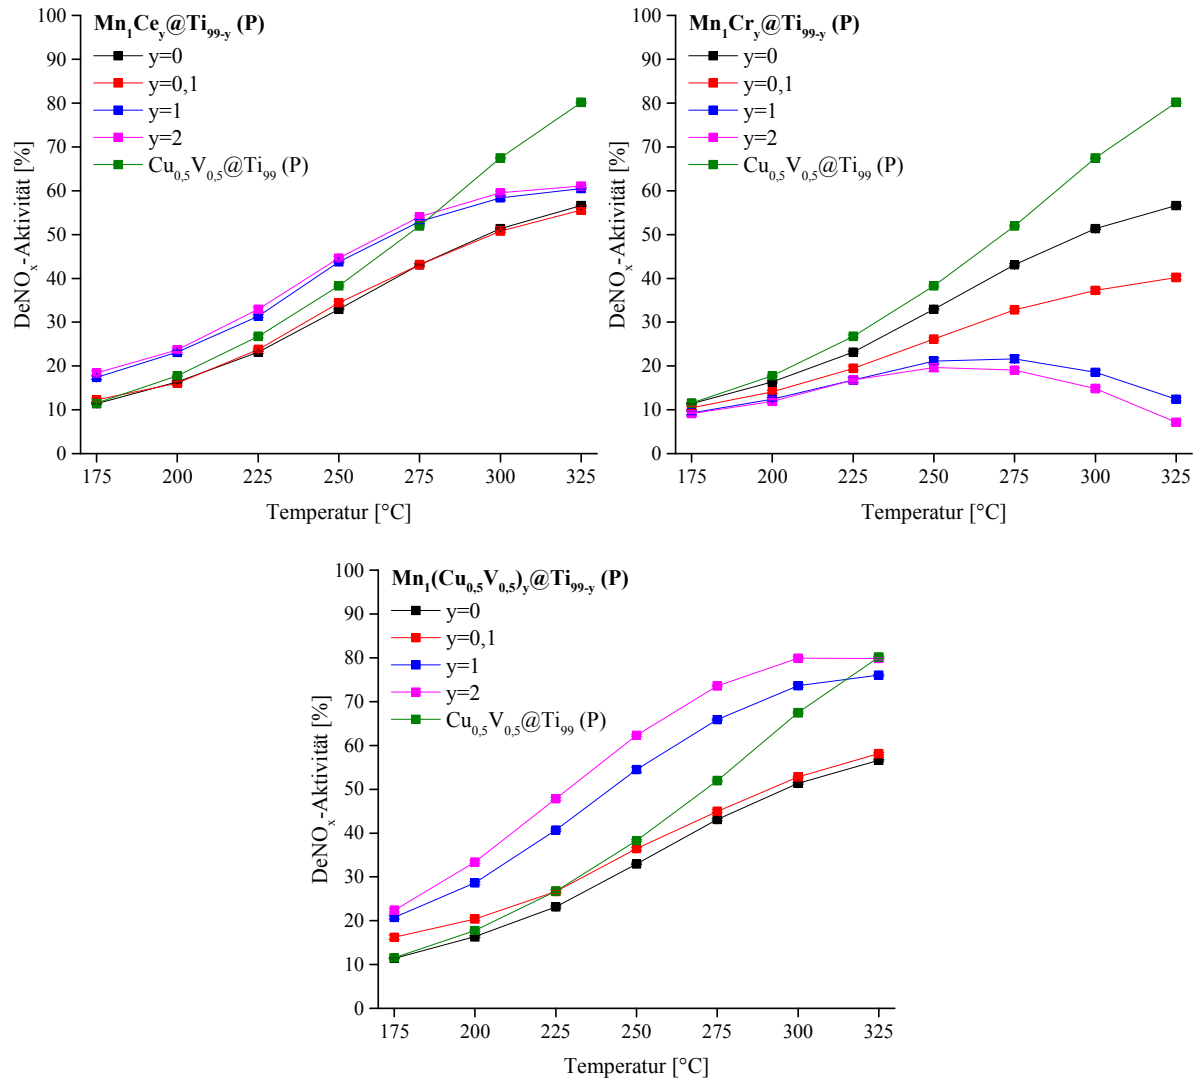 Mn₁Ce_y@Ti₉₉₋y (P)
y=0
y=0,1
y=1
y=2
Cu₀,₅V₀,₅@Ti₉₉ (P)
100
90
80
70
60
50
40
30
20
10
0
DeNOₓ-Aktivität [%]
175 200 225 250 275 300 325
Temperatur [°C]
Mn₁Cr_y@Ti₉₉₋y (P)
y=0
y=0,1
y=1
y=2
Cu₀,₅V₀,₅@Ti₉₉ (P)
100
90
80
70
60
50
40
30
20
10
0
DeNOₓ-Aktivität [%]
175 200 225 250 275 300 325
Temperatur [°C]
Mn₁(Cu₀,₅V₀,₅)_y@Ti₉₉₋y (P)
y=0
y=0,1
y=1
y=2
Cu₀,₅V₀,₅@Ti₉₉ (P)
100
90
80
70
60
50
40
30
20
10
0
DeNOₓ-Aktivität [%]
175 200 225 250 275 300 325
Temperatur [°C]